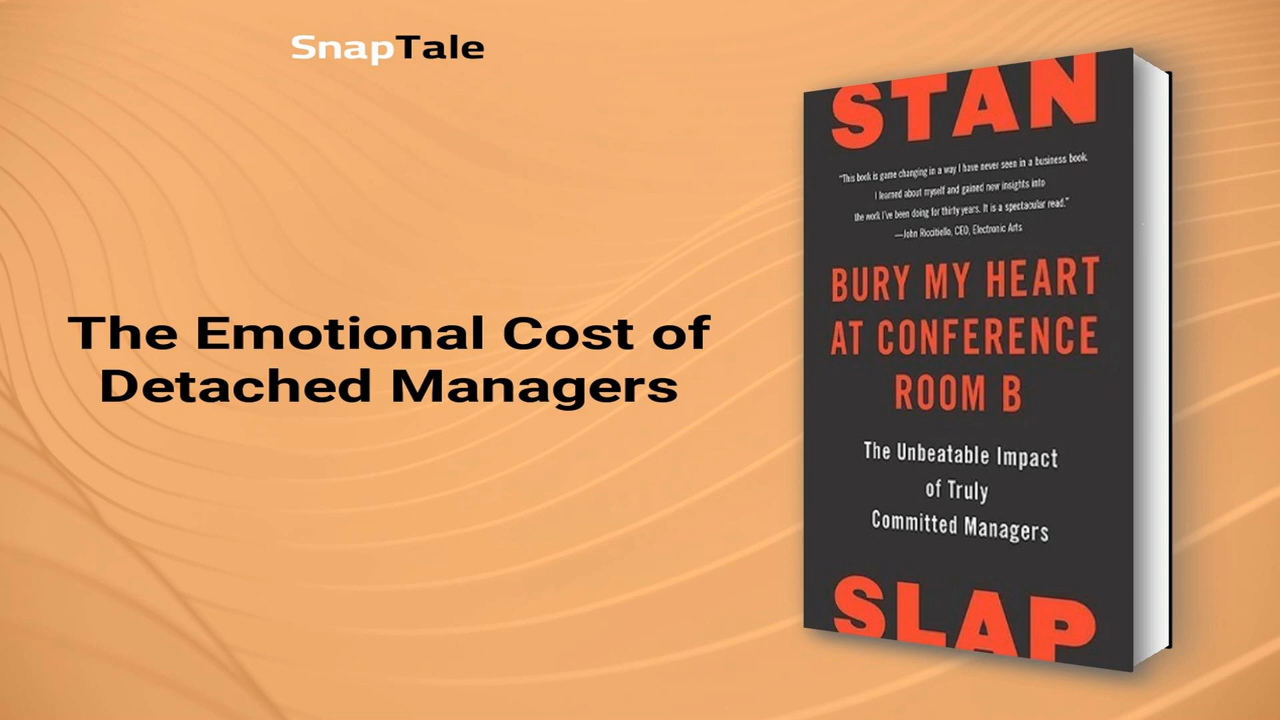 SnapTale
The Emotional Cost of
Detached Managers
STAN
"This book is game changing in a way I have never seen in a business book.
I learned about myself and gained new insights into
the work I've been doing for thirty years. It is a spectacular read."
—John Riccitiello, CEO, Electronic Arts
BURY MY HEART
AT CONFERENCE
ROOM B
The Unbeatable Impact
of Truly
Committed Managers
SLAP